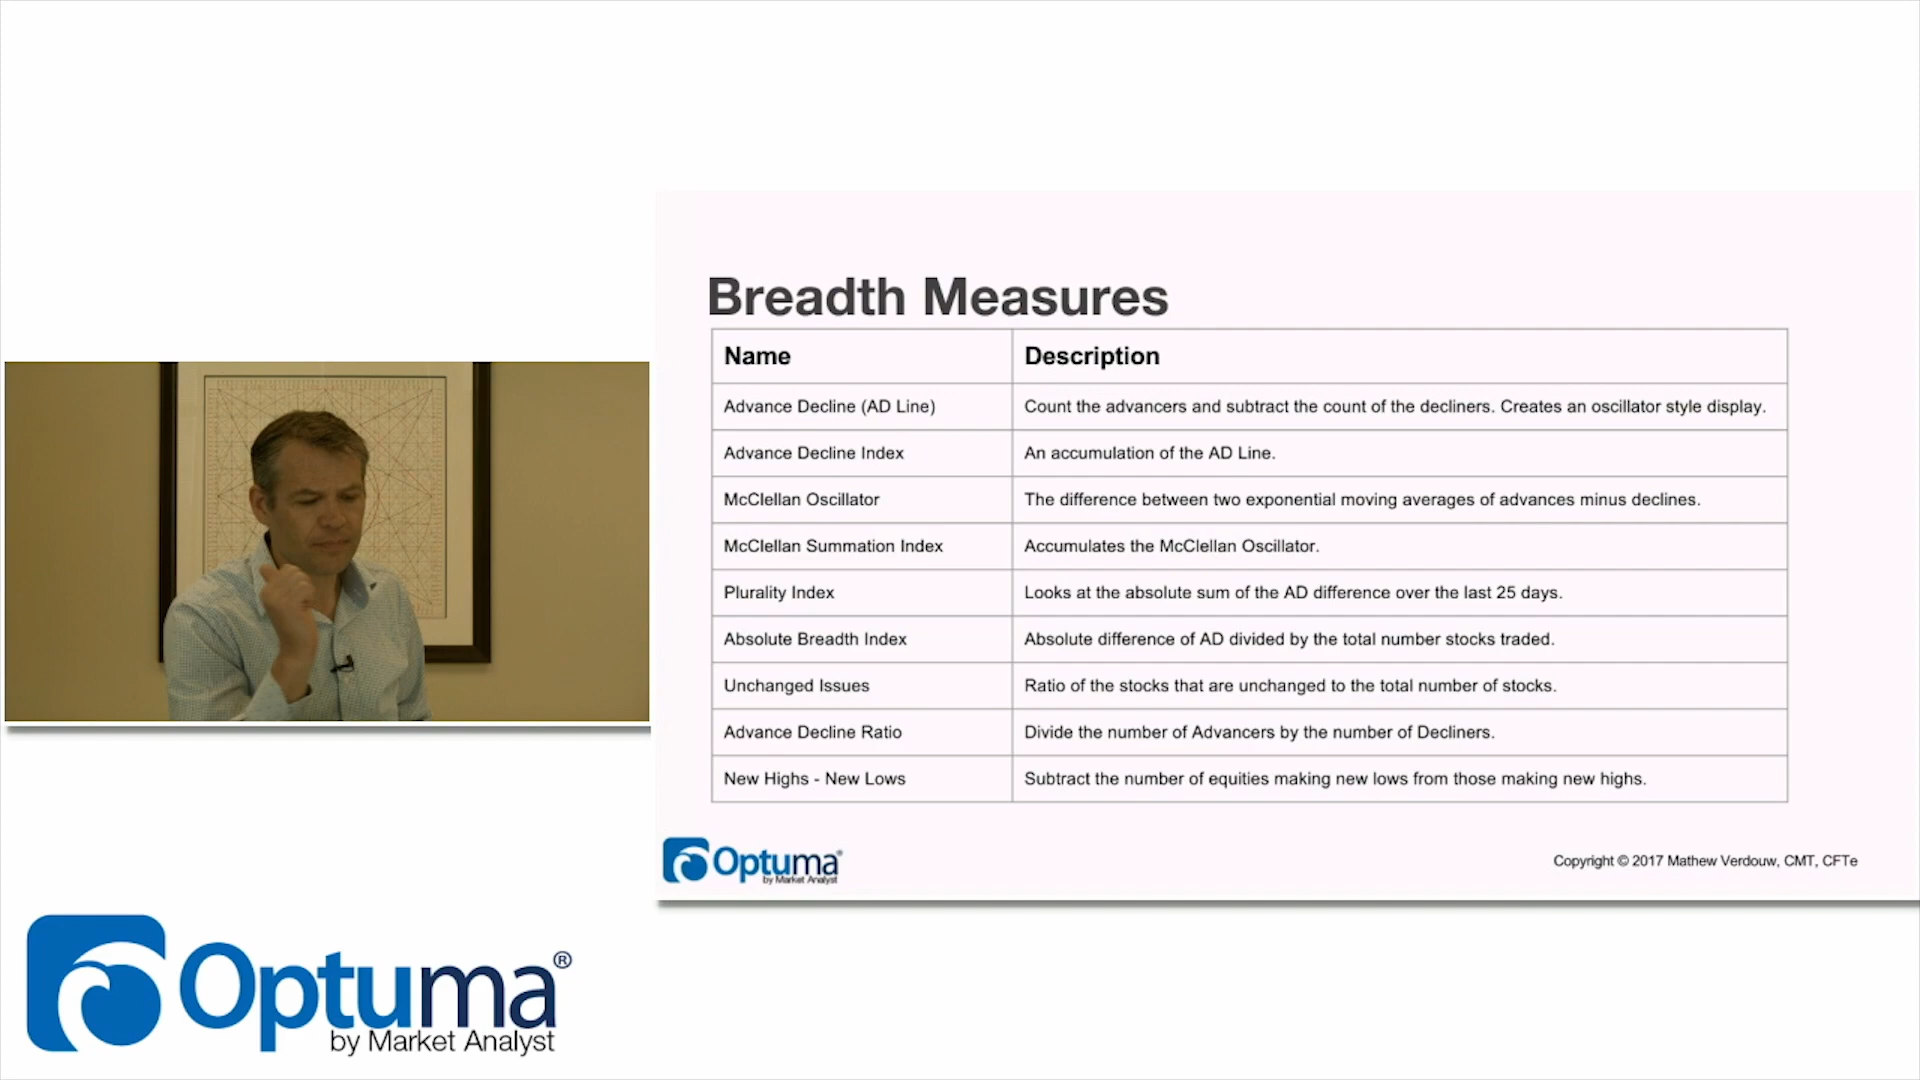 Breadth Measures
Name Description
Advance Decline (AD Line) Count the advancers and subtract the count of the decliners. Creates an oscillator style display.
Advance Decline Index An accumulation of the AD Line.
McClellan Oscillator The difference between two exponential moving averages of advances minus declines.
McClellan Summation Index Accumulates the McClellan Oscillator.
Plurality Index Looks at the absolute sum of the AD difference over the last 25 days.
Absolute Breadth Index Absolute difference of AD divided by the total number stocks traded.
Unchanged Issues Ratio of the stocks that are unchanged to the total number of stocks.
Advance Decline Ratio Divide the number of Advancers by the number of Decliners.
New Highs - New Lows Subtract the number of equities making new lows from those making new highs.
Optuma®
by Market Analyst
Copyright © 2017 Mathew Verdouw, CMT, CFTe
Optuma®
by Market Analyst